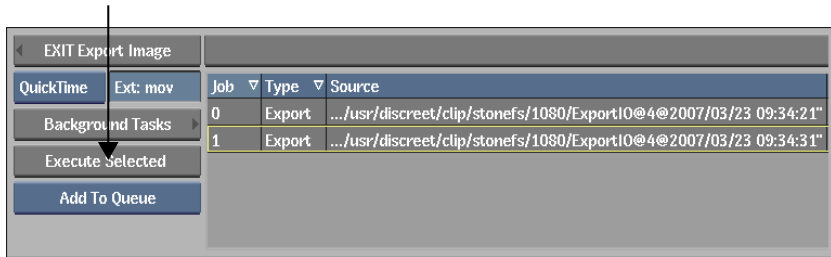 EXIT Export Image
QuickTime Ext: mov
Background Tasks
Execute Selected
Add To Queue
Job Type Source
0 Export .../usr/discreet/clip/stonefs/1080/ExportIO@4@2007/03/23 09:34:21"
1 Export .../usr/discreet/clip/stonefs/1080/ExportIO@4@2007/03/23 09:34:31"